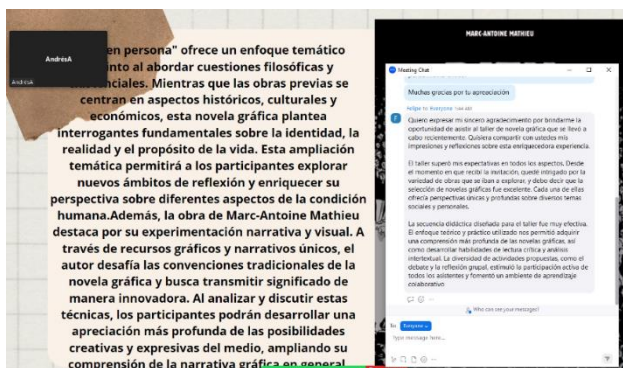 AndrésA
AndrésA
en persona" ofrece un enfoque temático
al abordar cuestiones filosóficas y
Mientras que las obras previas se
centran en aspectos históricos, culturales y
económicos, esta novela gráfica plantea
interrogantes fundamentales sobre la identidad, la
realidad y el propósito de la vida. Esta ampliación
temática permitirá a los participantes explorar
nuevos ámbitos de reflexión y enriquecer su
perspectiva sobre diferentes aspectos de la condición
humana.Además, la obra de Marc-Antoine Mathieu
destaca por su experimentación narrativa y visual. A
través de recursos gráficos y narrativos únicos, el
autor desafía las convenciones tradicionales de la
novela gráfica y busca transmitir significado de
manera innovadora. Al analizar y discutir estas
técnicas, los participantes podrán desarrollar una
apreciación más profunda de las posibilidades
creativas y expresivas del medio, ampliando su
comprensión de la narrativa gráfica en general
MARC-ANTOINE MATHIEU
Meeting Chat
Muchas gracias por tu apreciación
Felipe to Everyone
F
Quiero expresar mi sincero agradecimiento por brindarme la
oportunidad de asistir al taller de novela gráfica que se llevó a
cabo recientemente. Quisiera compartir con ustedes mis
impresiones y reflexiones sobre esta enriquecedora experiencia.
El taller superó mis expectativas en todos los aspectos. Desde
el momento en que recibí la invitación, quedé intrigado por la
variedad de obras que se iban a explorar, y debo decir que la
selección de novelas gráficas fue excelente. Cada una de ellas
ofrecía perspectivas únicas y profundas sobre diversos temas
sociales y personales.
La secuencia didáctica diseñada para el taller fue muy efectiva.
El enfoque teórico y práctico utilizado nos permitió adquirir
una comprensión más profunda de las novelas gráficas, así
como desarrollar habilidades de lectura crítica y análisis
intertextual. La diversidad de actividades propuestas, como el
debate y la reflexión grupal, estimuló la participación activa de
todos los asistentes y fomentó un ambiente de aprendizaje
colaborativo
Who can see your messages?
To: Everyone
Type message here...